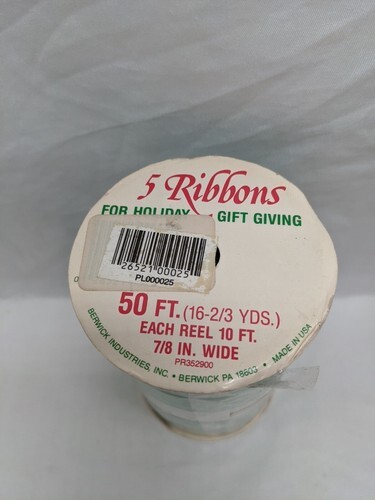 5 Ribbons
FOR HOLIDAY GIFT GIVING
26521 00025
PL000025
50 FT. (16-2/3 YDS.)
EACH REEL 10 FT.
7/8 IN. WIDE
PR352900
BERWICK INDUSTRIES, INC. • BERWICK PA 18603 • MADE IN USA